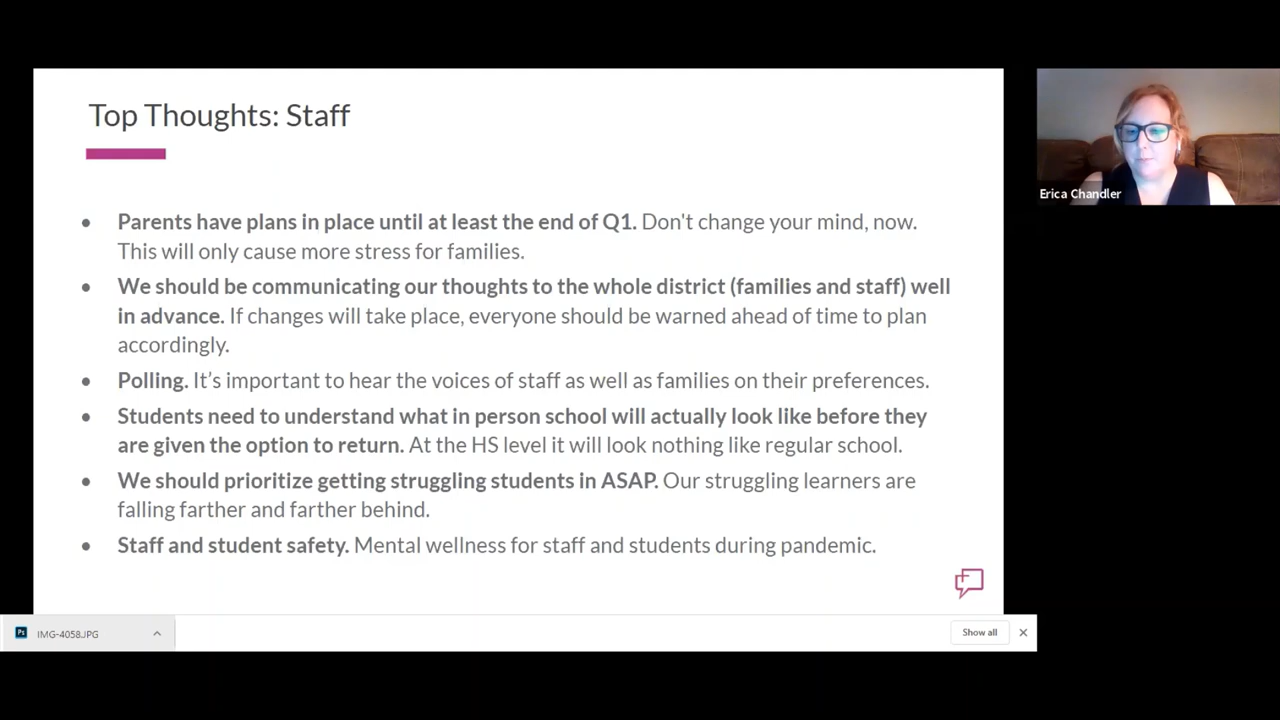 Top Thoughts: Staff
Erica Chandler
• Parents have plans in place until at least the end of Q1. Don't change your mind, now.
This will only cause more stress for families.
• We should be communicating our thoughts to the whole district (families and staff) well
in advance. If changes will take place, everyone should be warned ahead of time to plan
accordingly.
• Polling. It’s important to hear the voices of staff as well as families on their preferences.
• Students need to understand what in person school will actually look like before they
are given the option to return. At the HS level it will look nothing like regular school.
• We should prioritize getting struggling students in ASAP. Our struggling learners are
falling farther and farther behind.
• Staff and student safety. Mental wellness for staff and students during pandemic.
Ps
IMG-4058.JPG
Show all